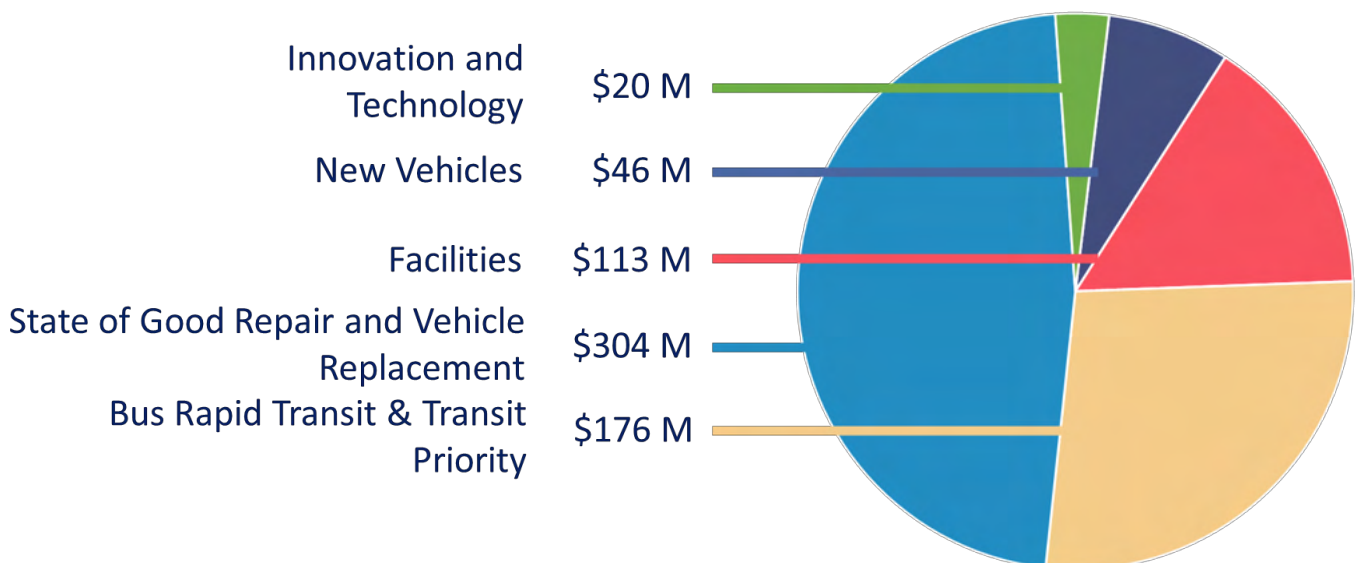 Innovation and
Technology $20 M
New Vehicles $46 M
Facilities $113 M
State of Good Repair and Vehicle
Replacement $304 M
Bus Rapid Transit & Transit
Priority $176 M